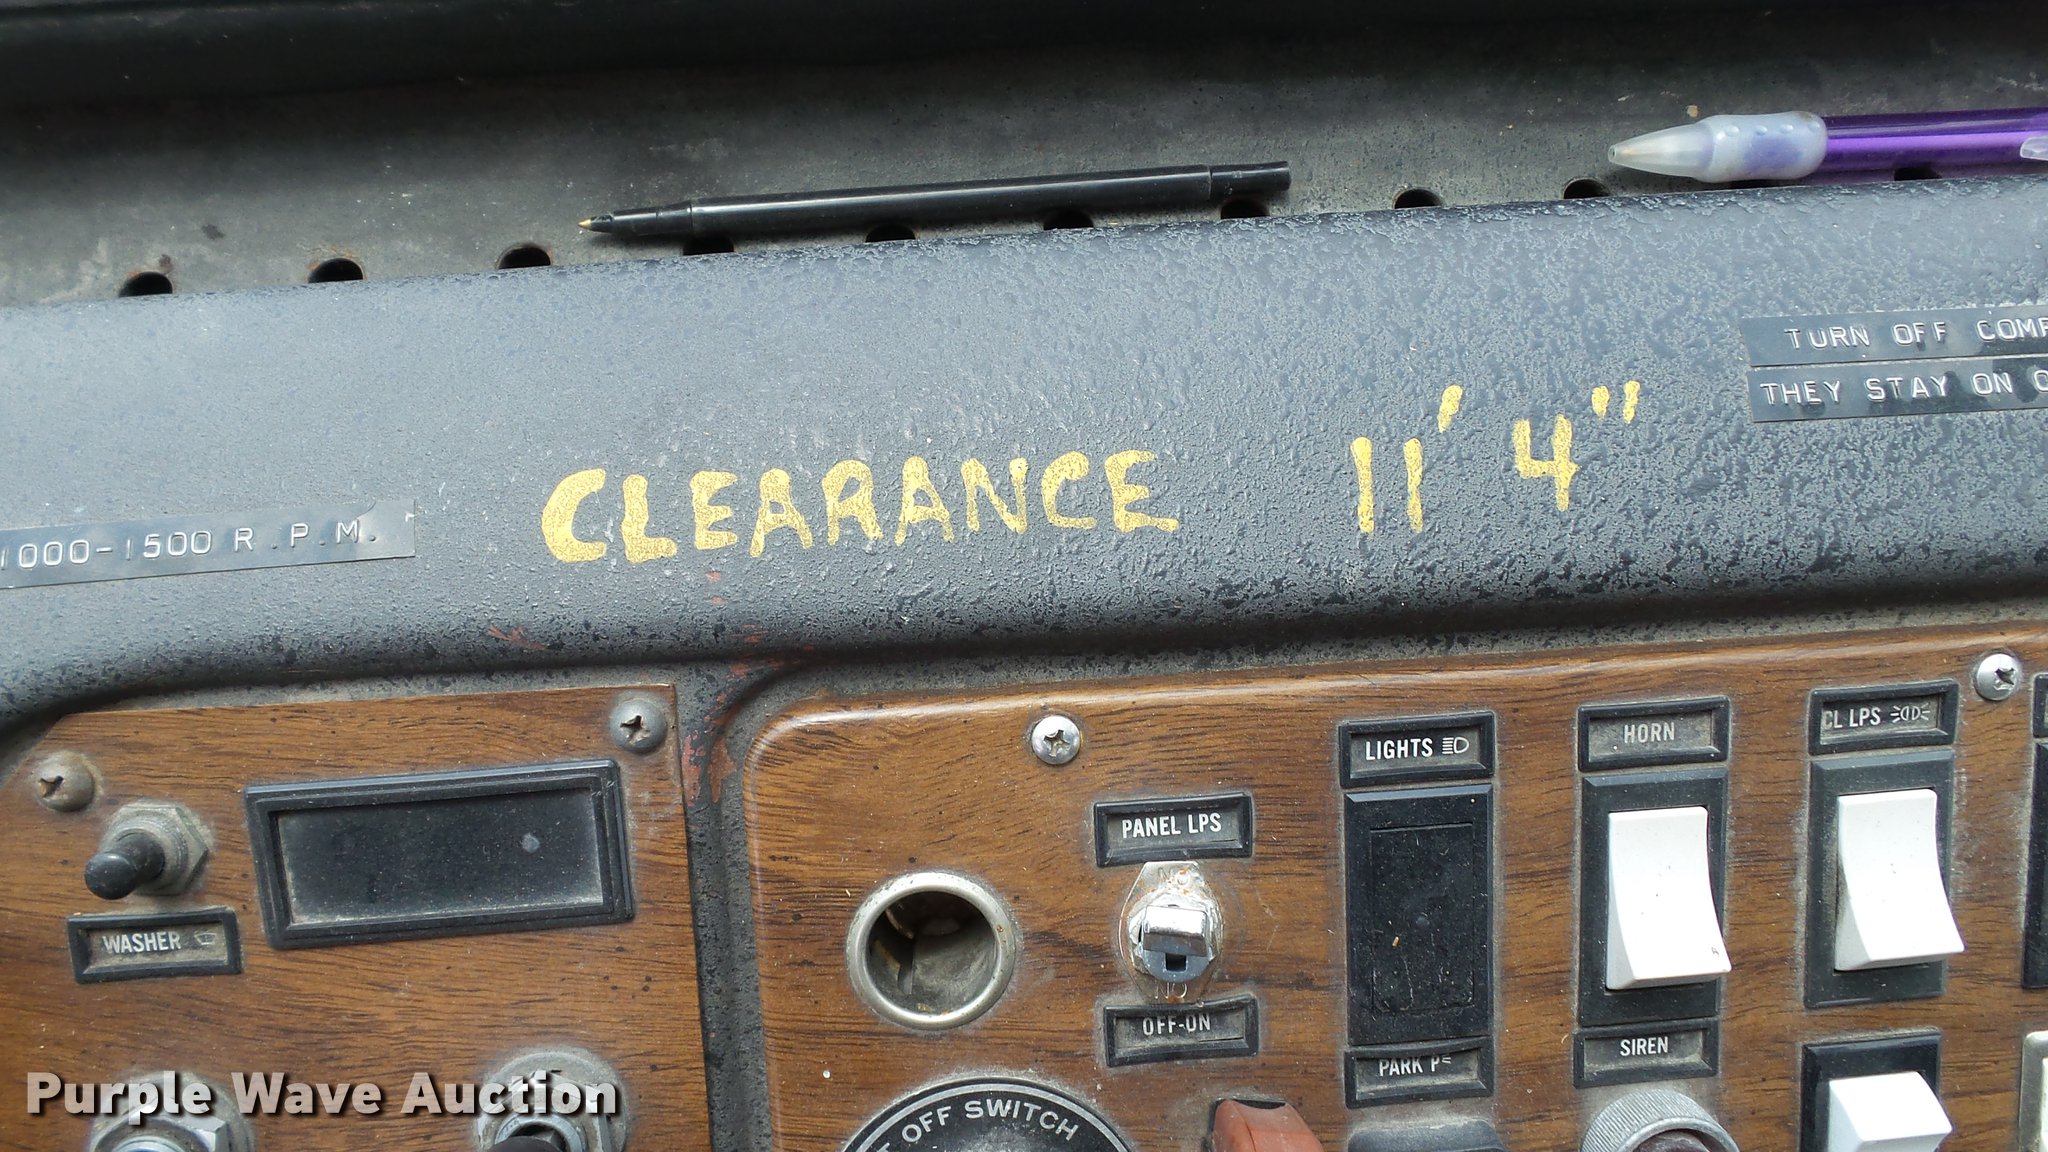 TURN OFF
THEY STAY ON
CLEARANCE 11' 4"
1000-1500 R.P.M.
LIGHTS
HORN
CL LPS
PANEL LPS
WASHER
OFF-ON
PARK
SIREN
OFF SWITCH
Purple Wave Auction